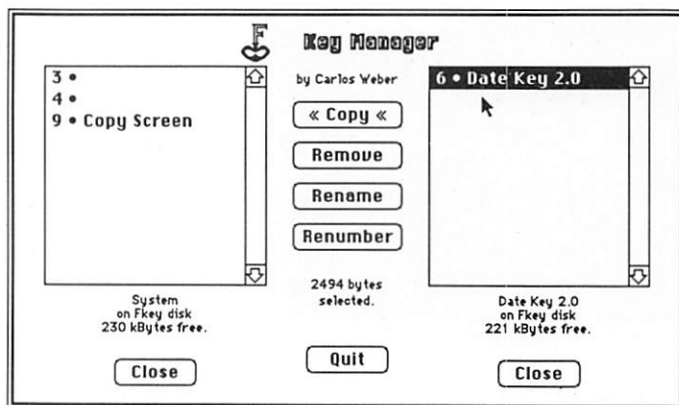 F Key Manager
by Carlos Weber
3 •
4 •
9 • Copy Screen
« Copy «
Remove
Rename
Renumber
2494 bytes
selected.
Quit
6 • Date Key 2.0
System
on Fkey disk
230 kBytes free.
Close
Date Key 2.0
on Fkey disk
221 kBytes free.
Close